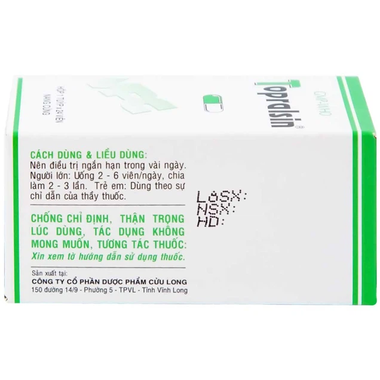 CÁCH DÙNG & LIỀU DÙNG:
Nên điều trị ngắn hạn trong vài ngày.
Người lớn: Uống 2 - 6 viên/ngày, chia
làm 2 - 3 lần. Trẻ em: Dùng theo sự
chỉ dẫn của thầy thuốc.
CHỐNG CHỈ ĐỊNH, THẬN TRỌNG
LÚC DÙNG, TÁC DỤNG KHÔNG
MONG MUỐN, TƯƠNG TÁC THUỐC:
Xin xem tờ hướng dẫn sử dụng thuốc.
Sản xuất tại:
CÔNG TY CỔ PHẦN DƯỢC PHẨM CỬU LONG
150 đường 14/9 - Phường 5 - TPVL - Tỉnh Vĩnh Long
LôSX:
NSX:
HD:
Topralsin